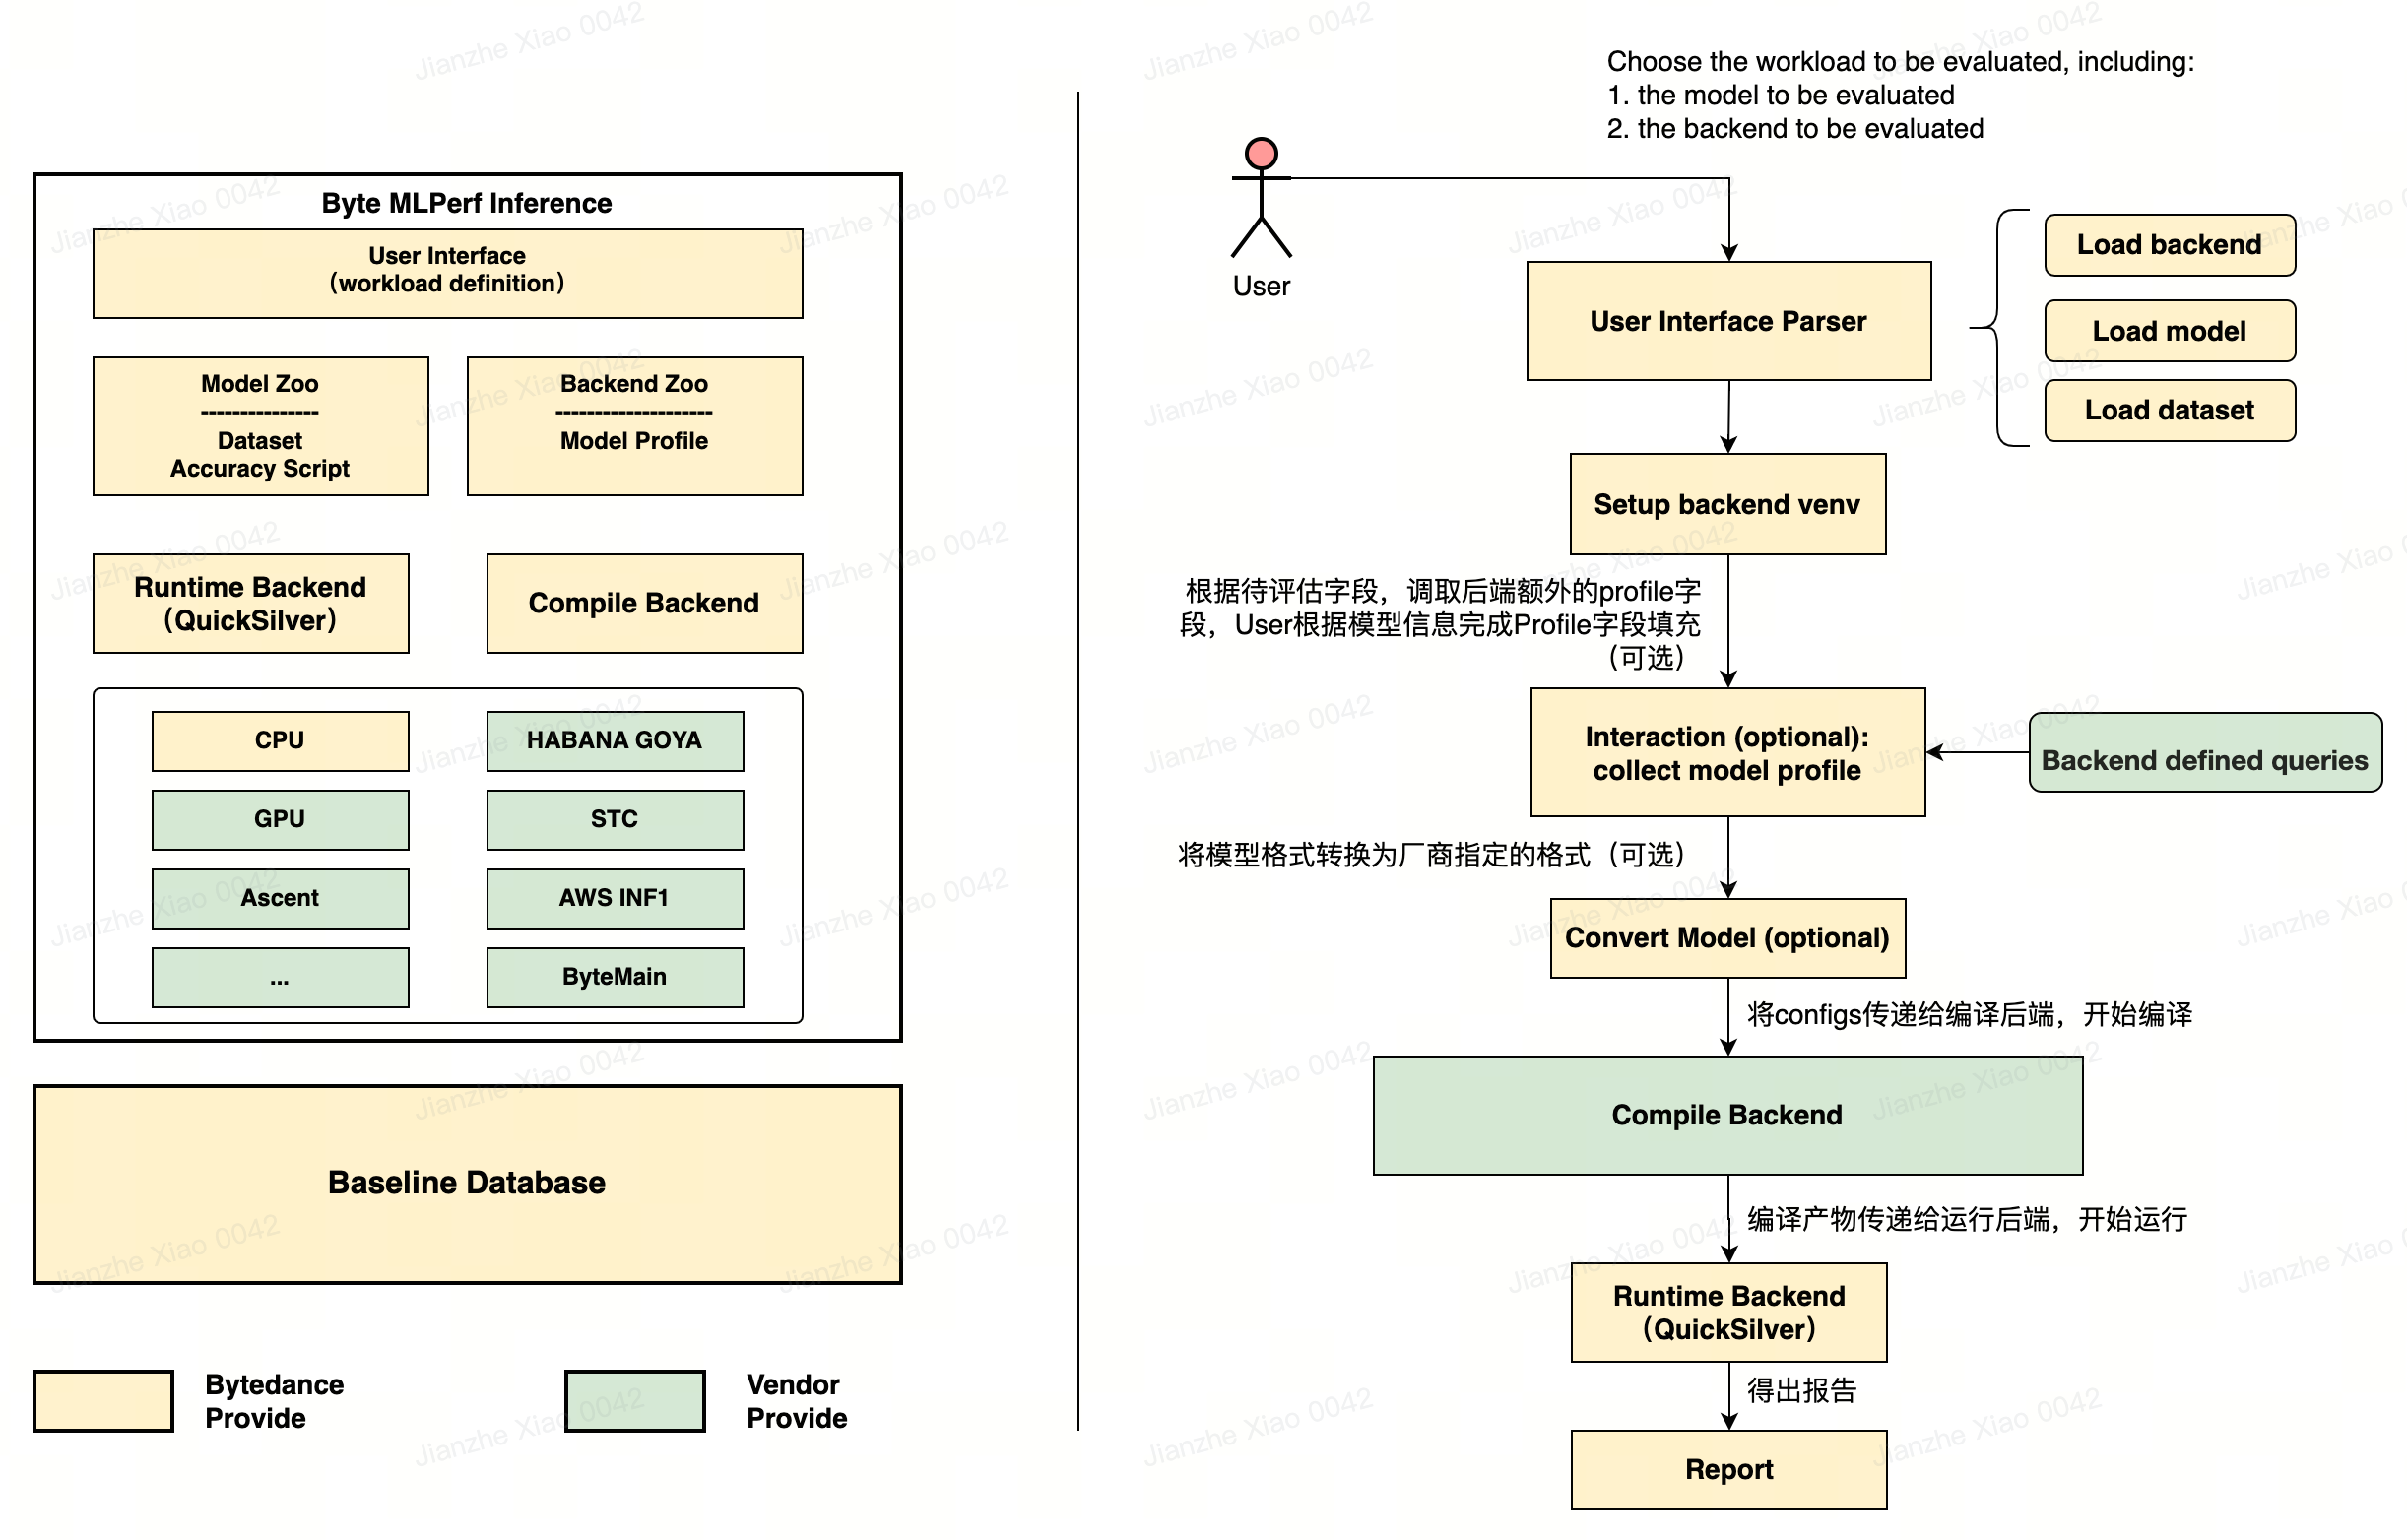 Byte MLPerf Inference
User Interface
（workload definition）
Model Zoo
---------------
Dataset
Accuracy Script
Backend Zoo
--------------------
Model Profile
Runtime Backend
（QuickSilver）
Compile Backend
CPU
HABANA GOYA
GPU
STC
Ascent
AWS INF1
...
ByteMain
Baseline Database
Bytedance
Provide
Vendor
Provide
Choose the workload to be evaluated, including:
1. the model to be evaluated
2. the backend to be evaluated
User
User Interface Parser
Load backend
Load model
Load dataset
Setup backend venv
根据待评估字段，调取后端额外的profile字
段，User根据模型信息完成Profile字段填充
（可选）
Interaction (optional):
collect model profile
Backend defined queries
将模型格式转换为厂商指定的格式（可选）
Convert Model (optional)
将configs传递给编译后端，开始编译
Compile Backend
编译产物传递给运行后端，开始运行
Runtime Backend
（QuickSilver）
得出报告
Report
Jianzhe Xiao 0042